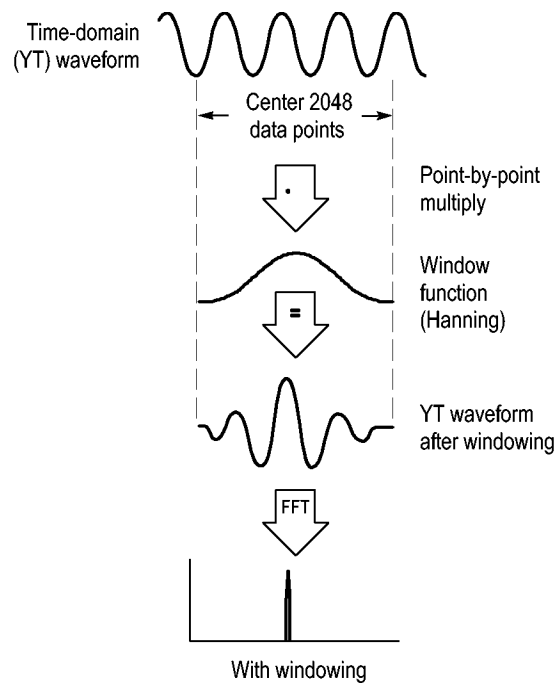 Time-domain
(YT) waveform
Center 2048
data points
Point-by-point
multiply
Window
function
(Hanning)
=
YT waveform
after windowing
FFT
With windowing